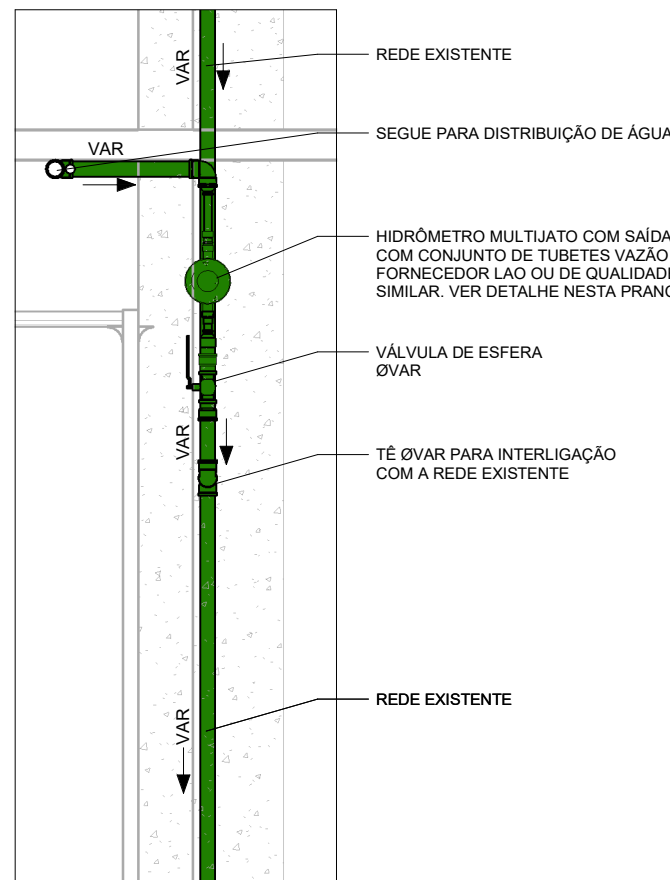 VAR
REDE EXISTENTE
VAR
SEGUE PARA DISTRIBUIÇÃO DE ÁGUA
HIDRÔMETRO MULTIJATO COM SAÍDA
COM CONJUNTO DE TUBETES VAZÃO
FORNECEDOR LAO OU DE QUALIDADE
SIMILAR. VER DETALHE NESTA PRANC
VÁLVULA DE ESFERA
ØVAR
VAR
TÊ ØVAR PARA INTERLIGAÇÃO
COM A REDE EXISTENTE
REDE EXISTENTE
VAR